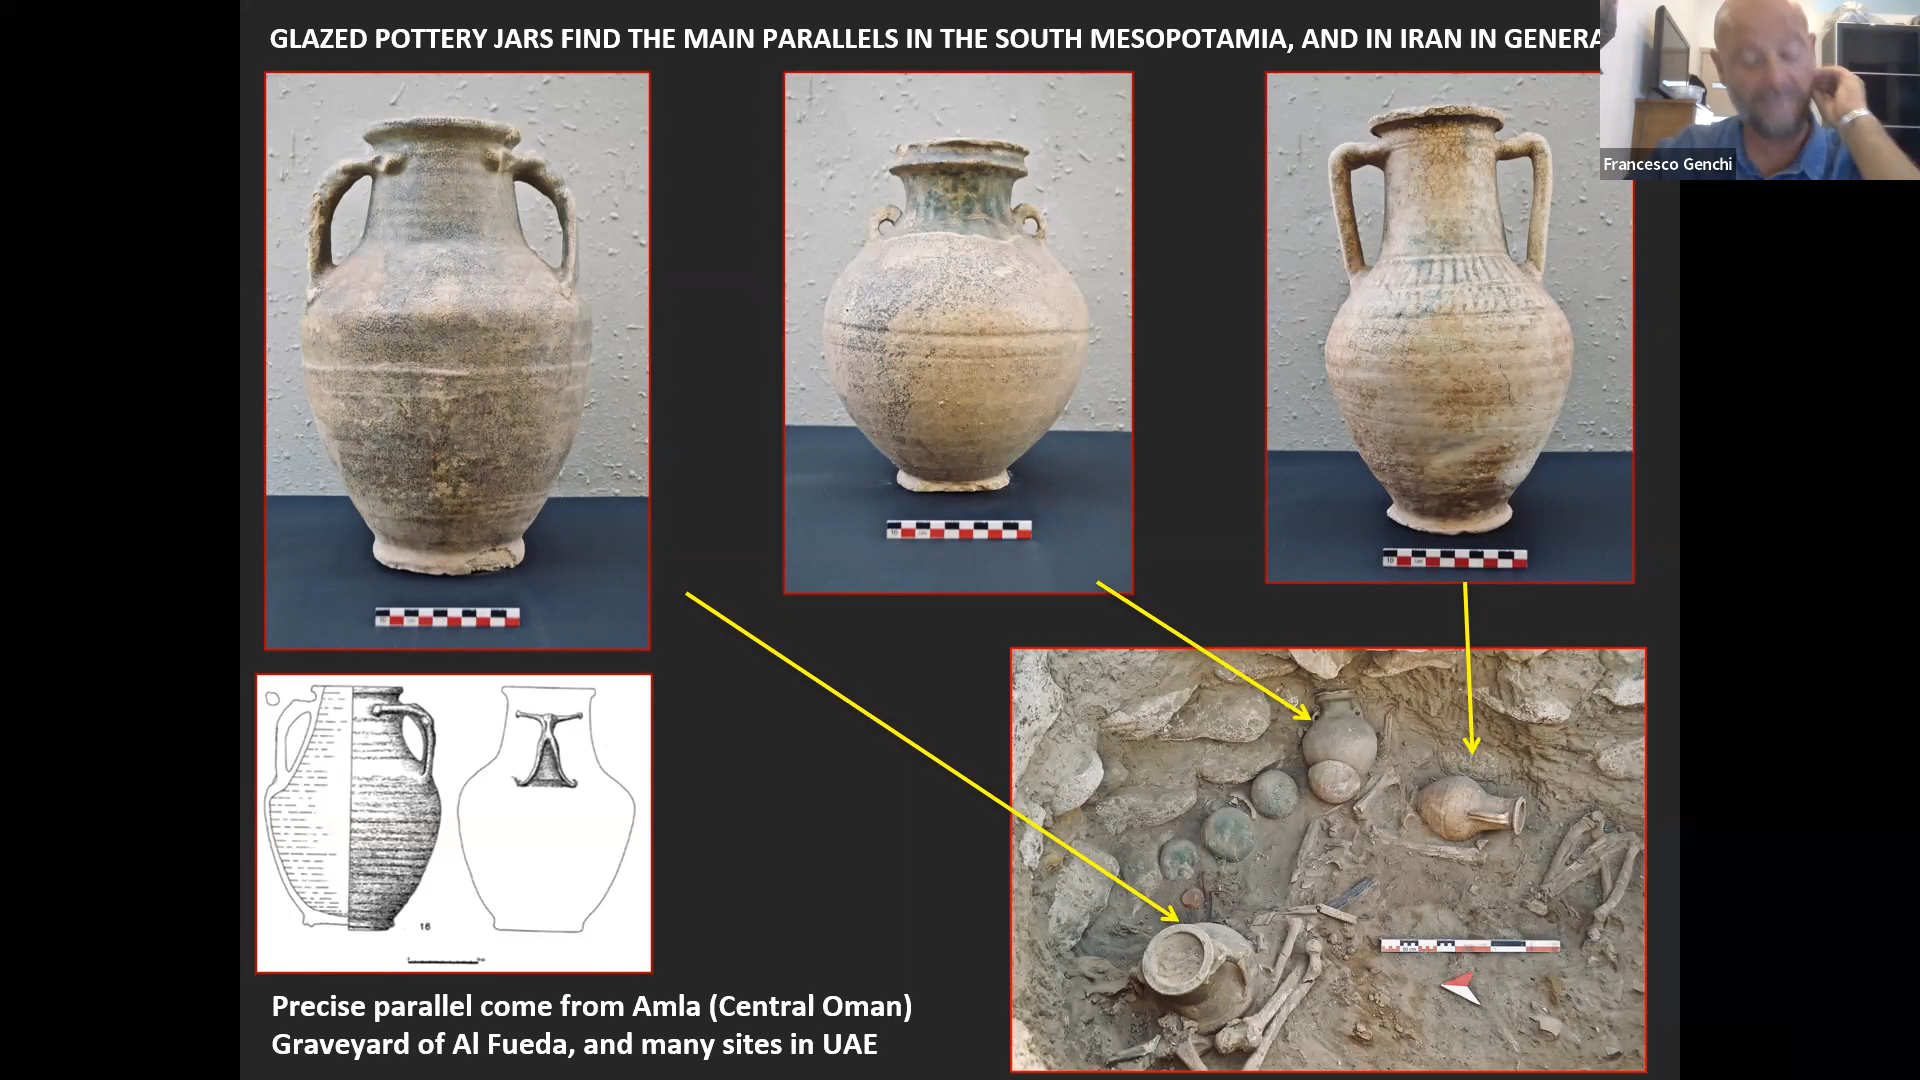 GLAZED POTTERY JARS FIND THE MAIN PARALLELS IN THE SOUTH MESOPOTAMIA, AND IN IRAN IN GENERA
Francesco Genchi
16
Precise parallel come from Amla (Central Oman)
Graveyard of Al Fueda, and many sites in UAE